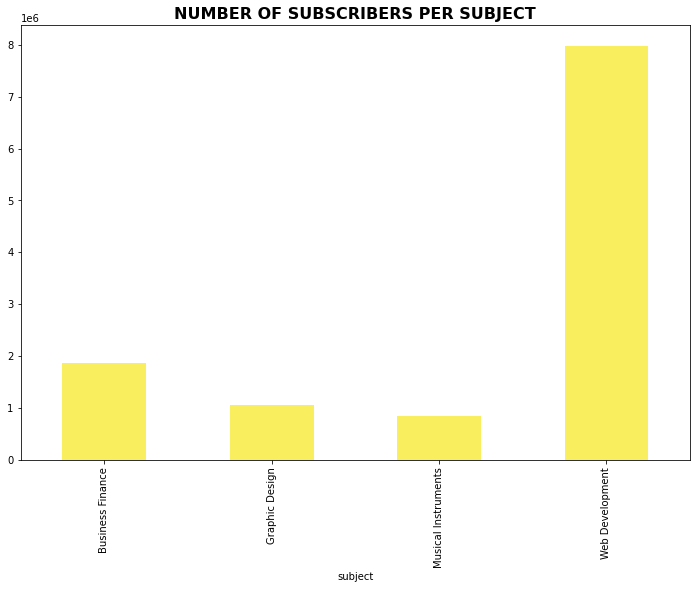 NUMBER OF SUBSCRIBERS PER SUBJECT
1e6
8
7
6
5
4
3
2
1
0
Business Finance
Graphic Design
Musical Instruments
Web Development
subject